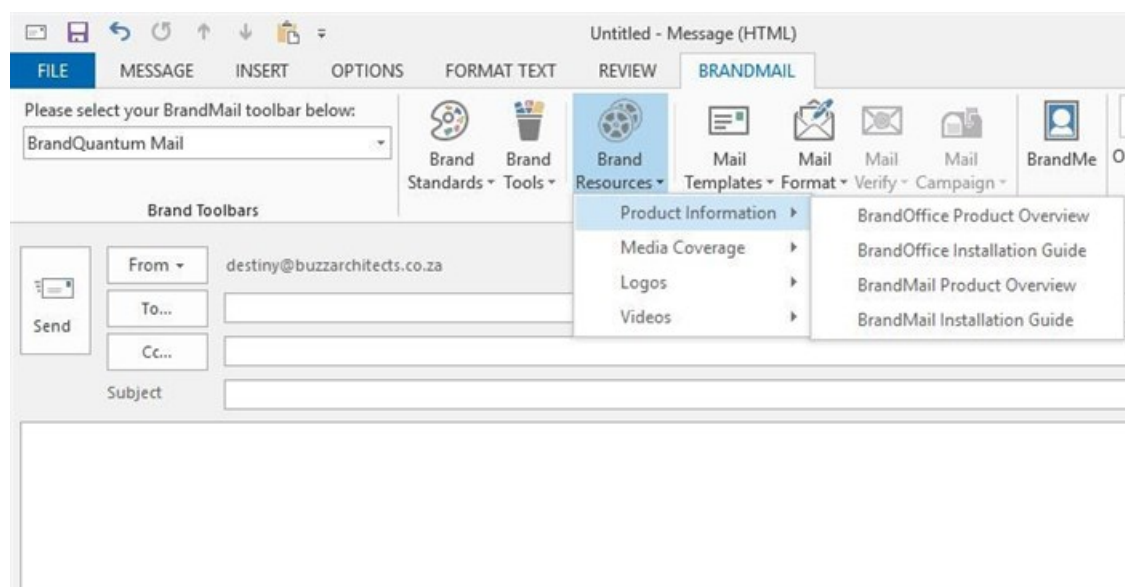 Untitled - Message (HTML)
FILE MESSAGE INSERT OPTIONS FORMAT TEXT REVIEW BRANDMAIL
Please select your BrandMail toolbar below:
BrandQuantum Mail
Brand Toolbars
Brand Standards
Brand Tools
Brand Resources
Mail Templates
Mail Format
Mail Verify
Mail Campaign
BrandMe
Product Information
Media Coverage
Logos
Videos
BrandOffice Product Overview
BrandOffice Installation Guide
BrandMail Product Overview
BrandMail Installation Guide
Send
From destiny@buzzarchitects.co.za
To...
Cc...
Subject